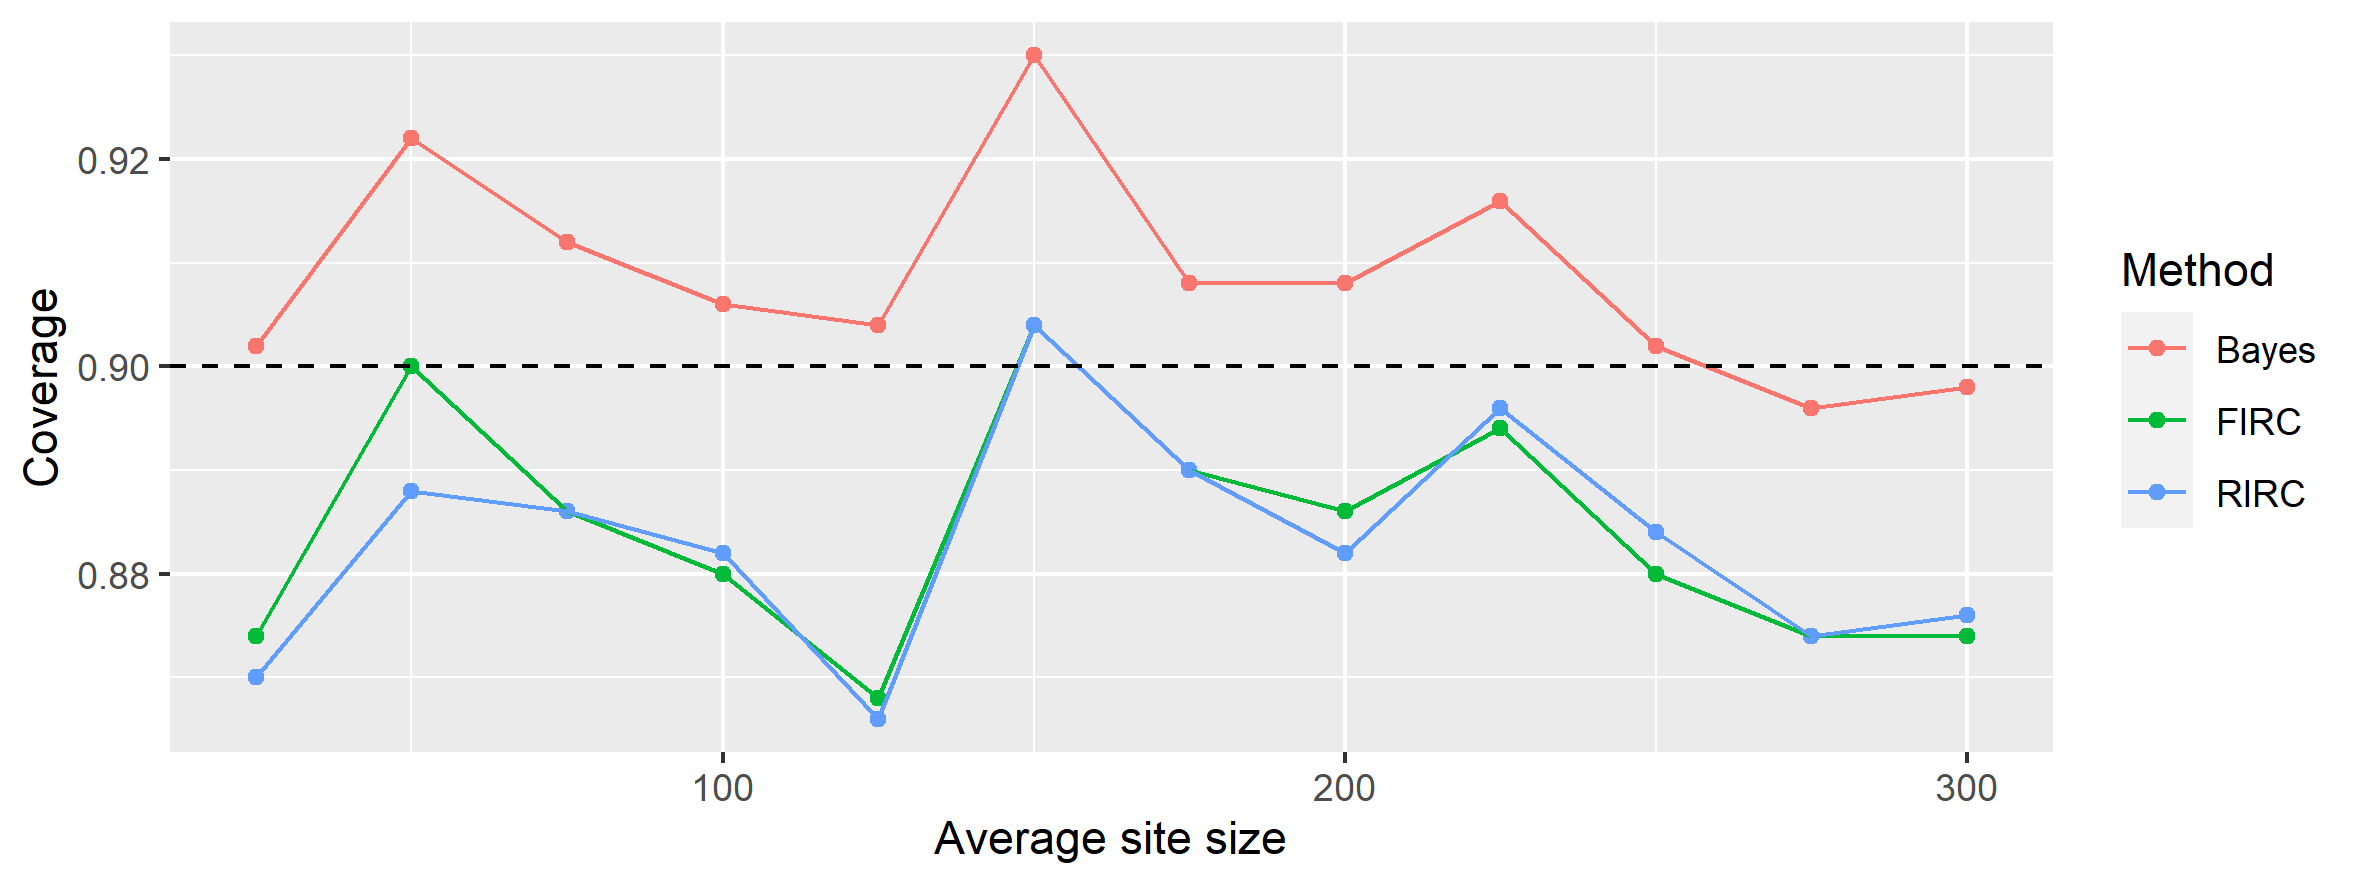 0.92
0.90
0.88
Coverage
100
200
300
Average site size
Method
Bayes
FIRC
RIRC